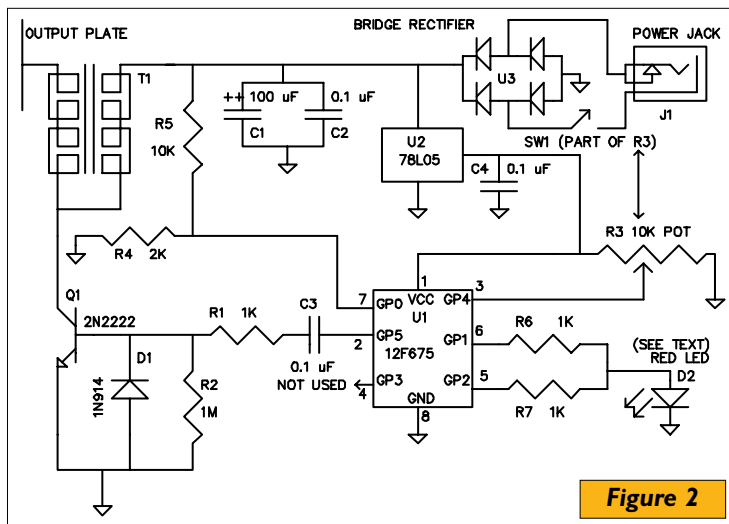 OUTPUT PLATE
BRIDGE RECTIFIER
POWER JACK
T1
U3
J1
++ 100 uF
0.1 uF
C1
C2
R5
10K
U2
78L05
SW1 (PART OF R3)
C4
0.1 uF
R4
2K
R3 10K POT
1
7
GP0
VCC
GP4
3
U1
Q1
2N2222
R1
1K
C3
2
GP5
12F675
GP1
6
R6
1K
0.1 uF
NOT USED
4
GP3
GP2
5
R7
1K
GND
8
(SEE TEXT)
RED LED
D2
D1
1N914
R2
1M
Figure 2